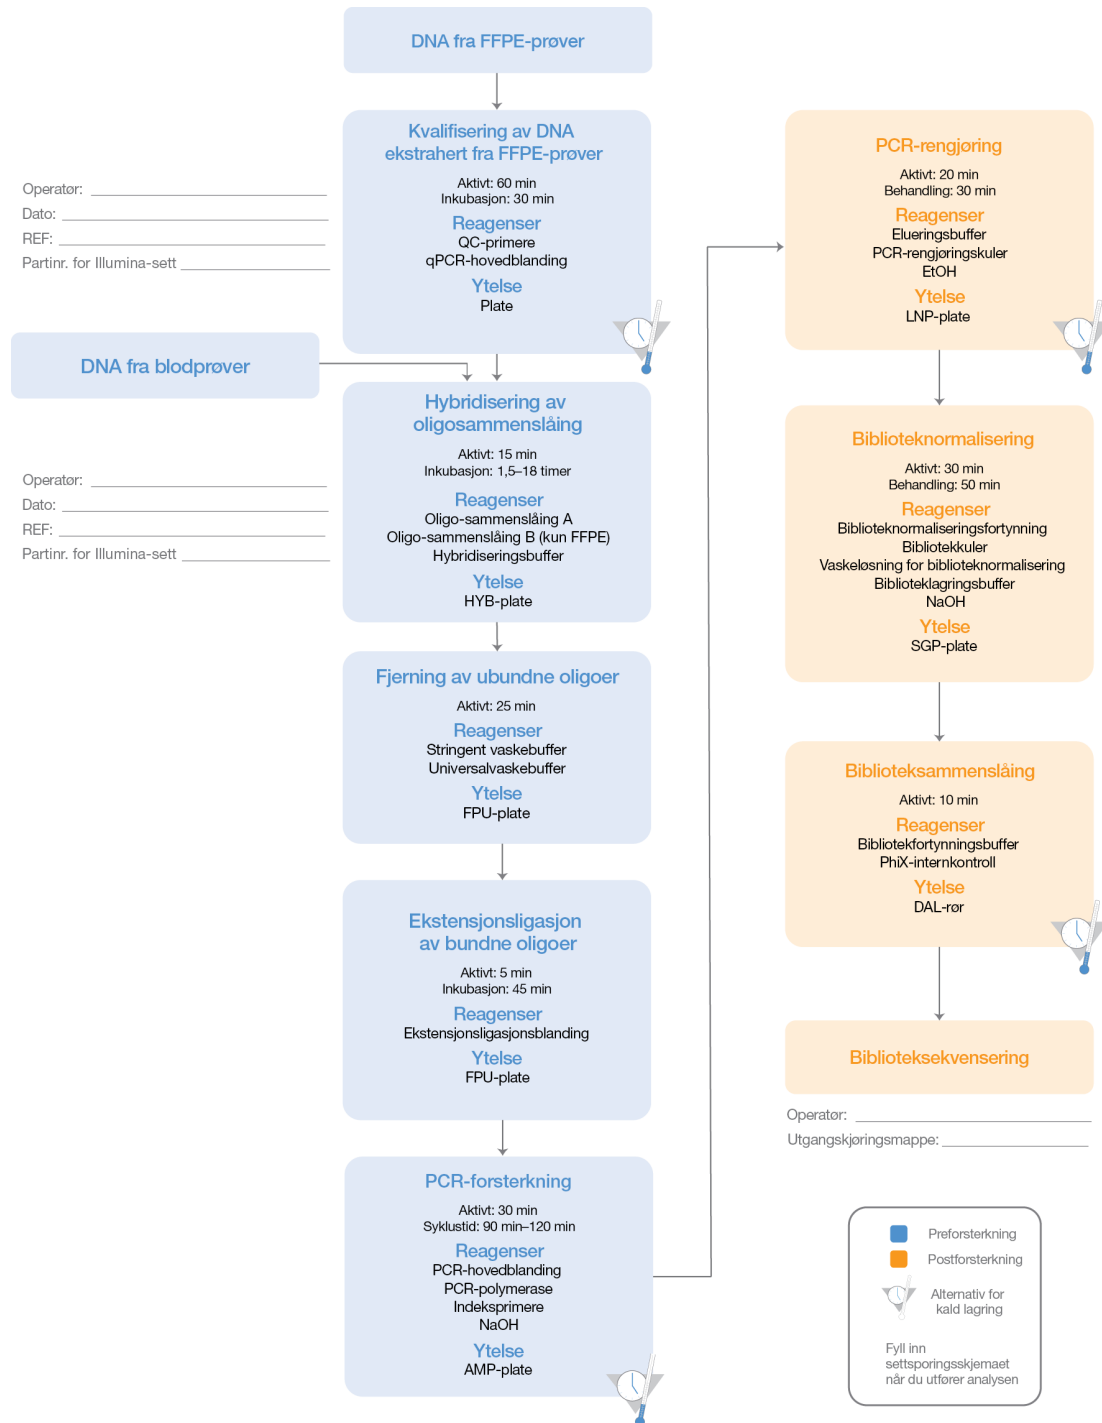 DNA fra FFPE-prøver
Kvalifisering av DNA
ekstrahert fra FFPE-prøver
Aktivt: 60 min
Inkubasjon: 30 min
Reagenser
QC-primere
qPCR-hovedblanding
Ytelse
Plate
Operatør:
Dato:
REF:
Partinr. for Illumina-sett
DNA fra blodprøver
Hybridisering av
oligosammenslåing
Aktivt: 15 min
Inkubasjon: 1,5–18 timer
Reagenser
Oligo-sammenslåing A
Oligo-sammenslåing B (kun FFPE)
Hybridiseringsbuffer
Ytelse
HYB-plate
Operatør:
Dato:
REF:
Partinr. for Illumina-sett
Fjerning av ubundne oligoer
Aktivt: 25 min
Reagenser
Stringent vaskebuffer
Universalvaskebuffer
Ytelse
FPU-plate
Ekstensjonsligasjon
av bundne oligoer
Aktivt: 5 min
Inkubasjon: 45 min
Reagenser
Ekstensjonsligasjonsblanding
Ytelse
FPU-plate
PCR-forsterkning
Aktivt: 30 min
Syklustid: 90 min–120 min
Reagenser
PCR-hovedblanding
PCR-polymerase
Indeksprimere
NaOH
Ytelse
AMP-plate
PCR-rengjøring
Aktivt: 20 min
Behandling: 30 min
Reagenser
Elueringsbuffer
PCR-rengjøringskuler
EtOH
Ytelse
LNP-plate
Biblioteknormalisering
Aktivt: 30 min
Behandling: 50 min
Reagenser
Biblioteknormaliseringsfortynning
Bibliotekkuler
Vaskeløsning for biblioteknormalisering
Biblioteklagringsbuffer
NaOH
Ytelse
SGP-plate
Biblioteksammenslåing
Aktivt: 10 min
Reagenser
Bibliotekfortynningsbuffer
PhiX-internkontroll
Ytelse
DAL-rør
Biblioteksekvensering
Operatør:
Utgangskjøringsmappe:
Preforsterkning
Postforsterkning
Alternativ for
kald lagring
Fyll inn
settsporingsskjemaet
når du utfører analysen